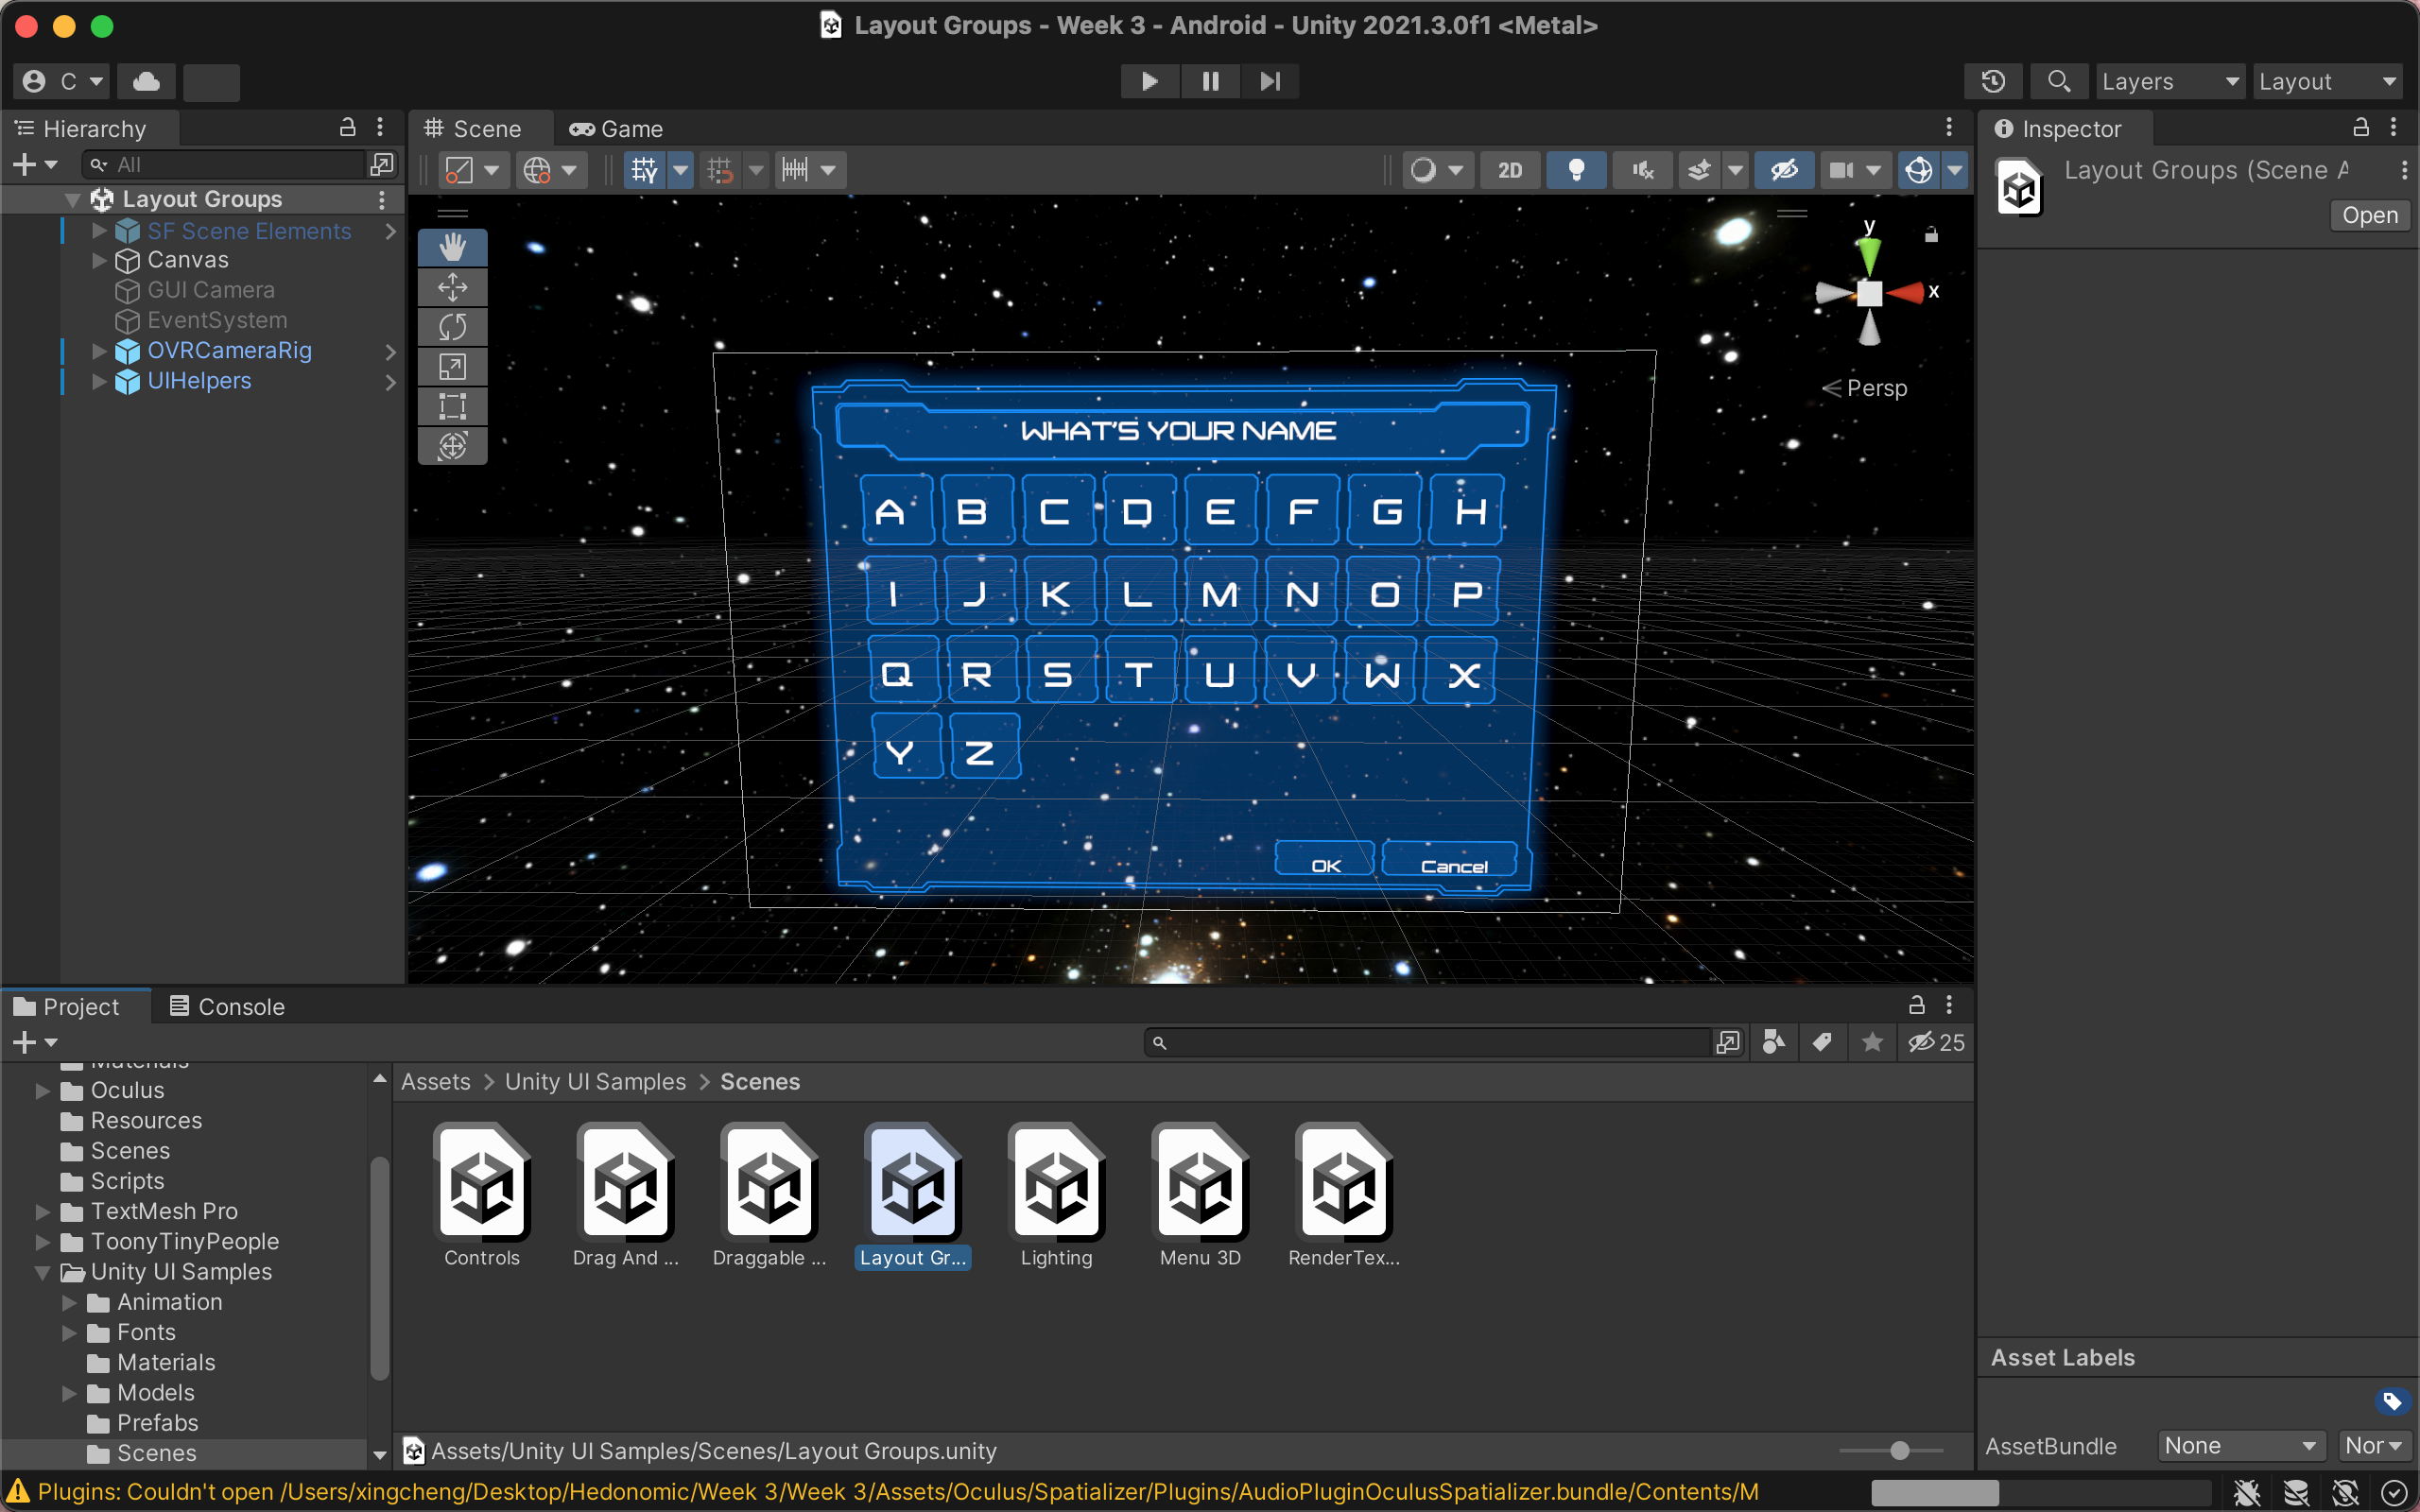 Layout Groups - Week 3 - Android - Unity 2021.3.0f1 <Metal>
C
Layers
Layout
Hierarchy
All
Layout Groups
SF Scene Elements
Canvas
GUI Camera
EventSystem
OVRCameraRig
UIHelpers
Scene
Game
2D
y
x
Persp
WHAT'S YOUR NAME
A B C D E F G H
I J K L M N O P
Q R S T U V W X
Y Z
OK Cancel
Inspector
Layout Groups (Scene A
Open
Project
Console
25
Materials
Oculus
Resources
Scenes
Scripts
TextMesh Pro
ToonyTinyPeople
Unity UI Samples
Animation
Fonts
Materials
Models
Prefabs
Scenes
Assets > Unity UI Samples > Scenes
Controls
Drag And ...
Draggable ...
Layout Gr...
Lighting
Menu 3D
RenderTex...
Assets/Unity UI Samples/Scenes/Layout Groups.unity
Asset Labels
AssetBundle
None
Nor
Plugins: Couldn't open /Users/xingcheng/Desktop/Hedonomic/Week 3/Week 3/Assets/Oculus/Spatializer/Plugins/AudioPluginOculusSpatializer.bundle/Contents/M